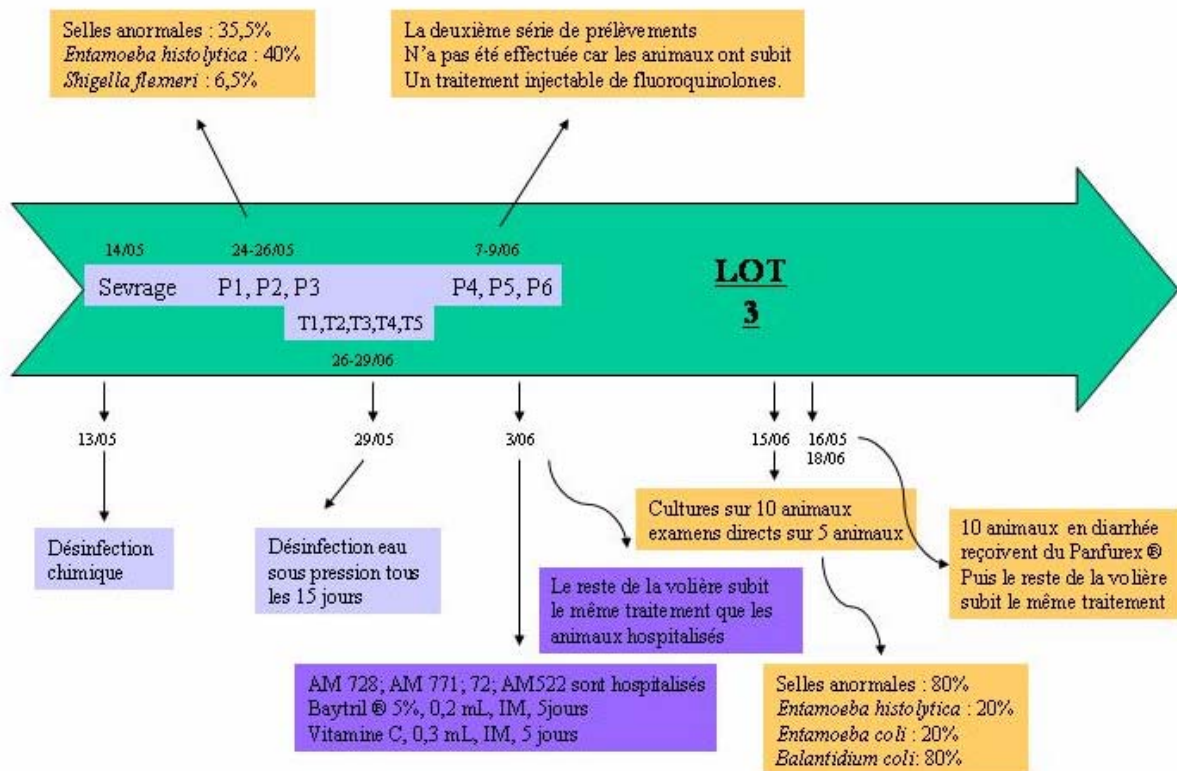 Selles anormales : 35,5%
Entamoeba histolytica : 40%
Shigella flexneri : 6,5%
La deuxième série de prélèvements
N'a pas été effectuée car les animaux ont subit
Un traitement injectable de fluoroquinolones.
14/05
24-26/05
7-9/06
Sevrage
P1, P2, P3
P4, P5, P6
T1,T2,T3,T4,T5
26-29/06
LOT
3
13/05
29/05
3/06
15/06
16/05
18/06
Désinfection
chimique
Désinfection eau
sous pression tous
les 15 jours
Cultures sur 10 animaux
examens directs sur 5 animaux
10 animaux en diarrhée
reçoivent du Panfurex ®
Puis le reste de la volière
subit le même traitement
Le reste de la volière subit
le même traitement que les
animaux hospitalisés
AM 728; AM 771; 72; AM522 sont hospitalisés
Baytril ® 5%, 0,2 mL, IM, 5jours
Vitamine C, 0,3 mL, IM, 5 jours
Selles anormales : 80%
Entamoeba histolytica : 20%
Entamoeba coli : 20%
Balantidium coli: 80%